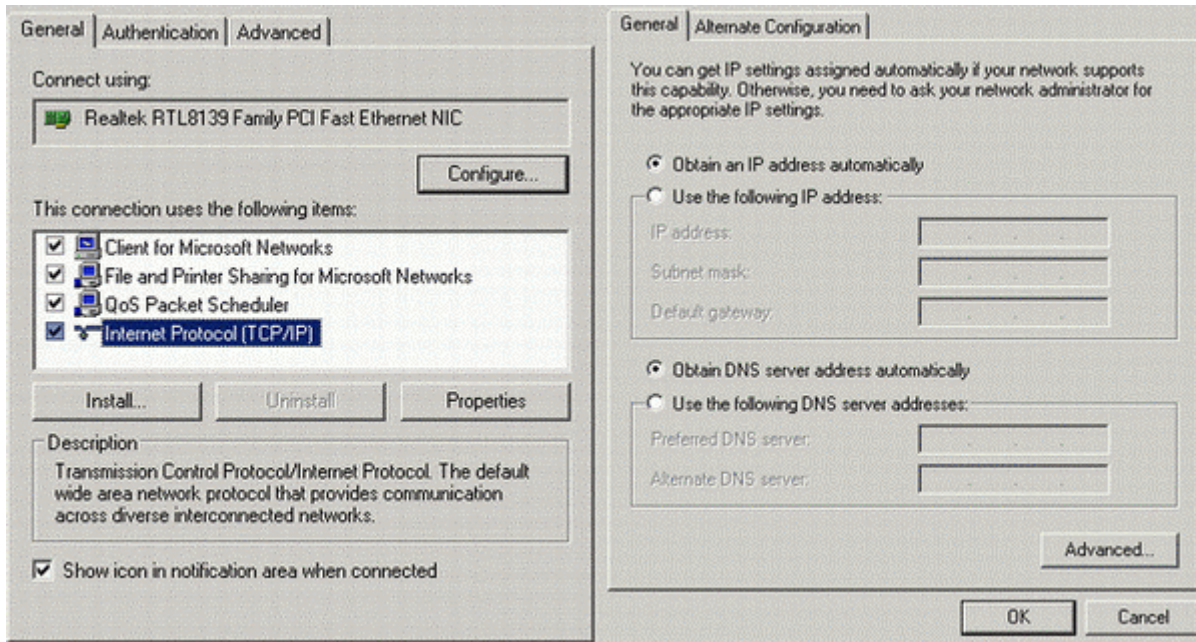 General
Authentication
Advanced
Connect using:
Realtek RTL8139 Family PCI Fast Ethernet NIC
Configure...
This connection uses the following items:
Client for Microsoft Networks
File and Printer Sharing for Microsoft Networks
QoS Packet Scheduler
Internet Protocol (TCP/IP)
Install...
Uninstall
Properties
Description
Transmission Control Protocol/Internet Protocol. The default
wide area network protocol that provides communication
across diverse interconnected networks.
Show icon in notification area when connected
General
Alternate Configuration
You can get IP settings assigned automatically if your network supports
this capability. Otherwise, you need to ask your network administrator for
the appropriate IP settings.
Obtain an IP address automatically
Use the following IP address:
IP address:
Subnet mask:
Default gateway:
Obtain DNS server address automatically
Use the following DNS server addresses:
Preferred DNS server:
Alternate DNS server:
Advanced...
OK
Cancel